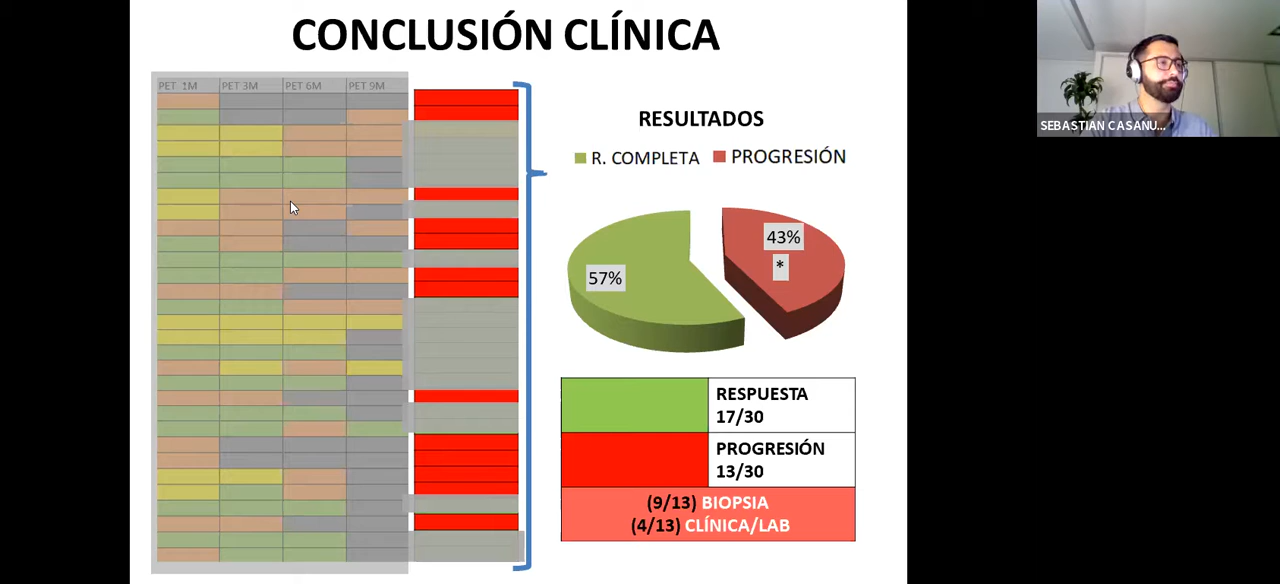 CONCLUSIÓN CLÍNICA
PET 1M PET 3M PET 6M PET 9M
RESULTADOS
R. COMPLETA PROGRESIÓN
43%
*
57%
RESPUESTA
17/30
PROGRESIÓN
13/30
(9/13) BIOPSIA
(4/13) CLÍNICA/LAB
SEBASTIAN CASANU...